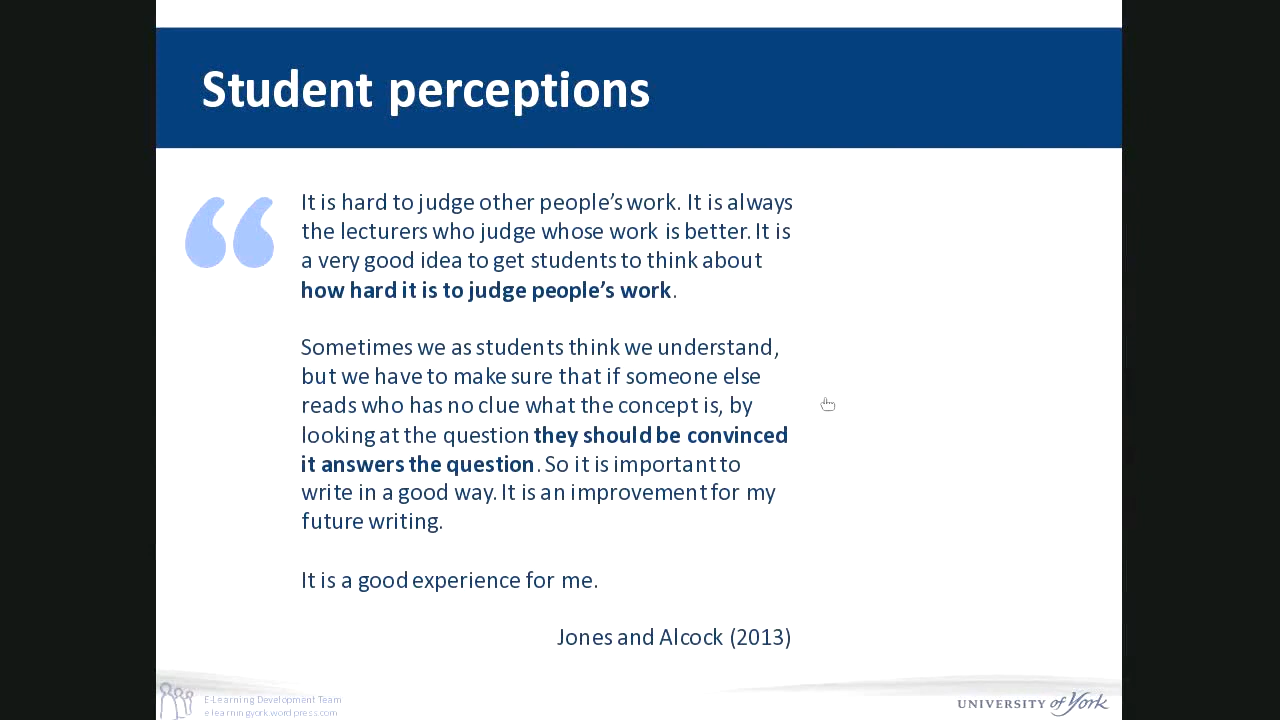 Student perceptions
It is hard to judge other people's work. It is always
the lecturers who judge whose work is better. It is
a very good idea to get students to think about
how hard it is to judge people's work.
Sometimes we as students think we understand,
but we have to make sure that if someone else
reads who has no clue what the concept is, by
looking at the question they should be convinced
it answers the question. So it is important to
write in a good way. It is an improvement for my
future writing.
It is a good experience for me.
Jones and Alcock (2013)
E-Learning Development Team
elearningyork.wordpress.com
UNIVERSITY of York